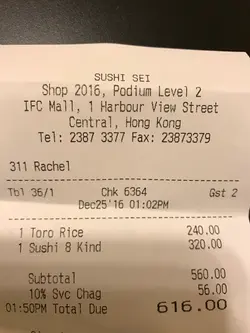 SUSHI SEI
Shop 2016, Podium Level 2
IFC Mall, 1 Harbour View Street
Central, Hong Kong
Tel: 2387 3377 Fax: 23873379
311 Rachel
Tbl 36/1 Chk 6364 Gst 2
Dec25'16 01:02PM
1 Toro Rice 240.00
1 Sushi 8 Kind 320.00
Subtotal 560.00
10% Svc Chag 56.00
01:50PM Total Due 616.00